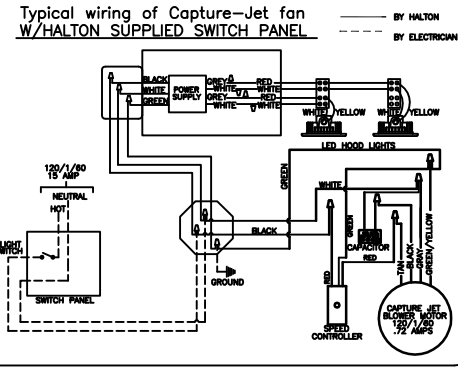 Typical wiring of Capture-Jet fan
W/HALTON SUPPLIED SWITCH PANEL
BY HALTON
BY ELECTRICIAN
BLACK
WHITE
GREEN
POWER
SUPPLY
GREY
RED
WHITE
WHITE
GREY
RED
WHITE
WHITE
WHITE
YELLOW
WHITE
YELLOW
LED HOOD LIGHTS
120/1/60
15 AMP
NEUTRAL
HOT
LIGHT
SWITCH
SWITCH PANEL
GREEN
WHITE
BLACK
GROUND
GREEN
CAPACITOR
RED
RED
TAN
BLACK
GRAY
GREEN/YELLOW
SPEED
CONTROLLER
CAPTURE JET
BLOWER MOTOR
120/1/60
.72 AMPS